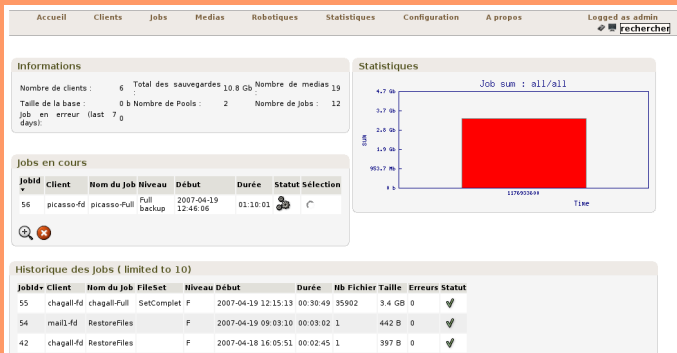 Accueil Clients Jobs Medias Robotiques Statistiques Configuration A propos Logged as admin
rechercher
Informations
Nombre de clients : 6 Total des sauvegardes : 10.8 Gb Nombre de medias : 19
Taille de la base : 0 b Nombre de Pools : 2 Nombre de Jobs : 12
Job en erreur (last 7 days): 0
Statistiques
Job sum : all/all
4.7 Gb
3.7 Gb
2.8 Gb
1.9 Gb
953.7 Mb
0 b
sum
1176933600
Time
Jobs en cours
JobId Client Nom du Job Niveau Début Durée Statut Sélection
56 picasso-fd picasso-Full Full backup 2007-04-19 12:46:06 01:10:01
Historique des Jobs ( limited to 10)
JobId Client Nom du Job FileSet Niveau Début Durée Nb Fichier Taille Erreurs Statut
55 chagall-fd chagall-Full SetComplet F 2007-04-19 12:15:13 00:30:49 35902 3.4 GB 0
54 mail1-fd RestoreFiles F 2007-04-19 09:03:10 00:03:02 1 442 B 0
42 chagall-fd RestoreFiles F 2007-04-18 16:05:51 00:02:45 1 397 B 0